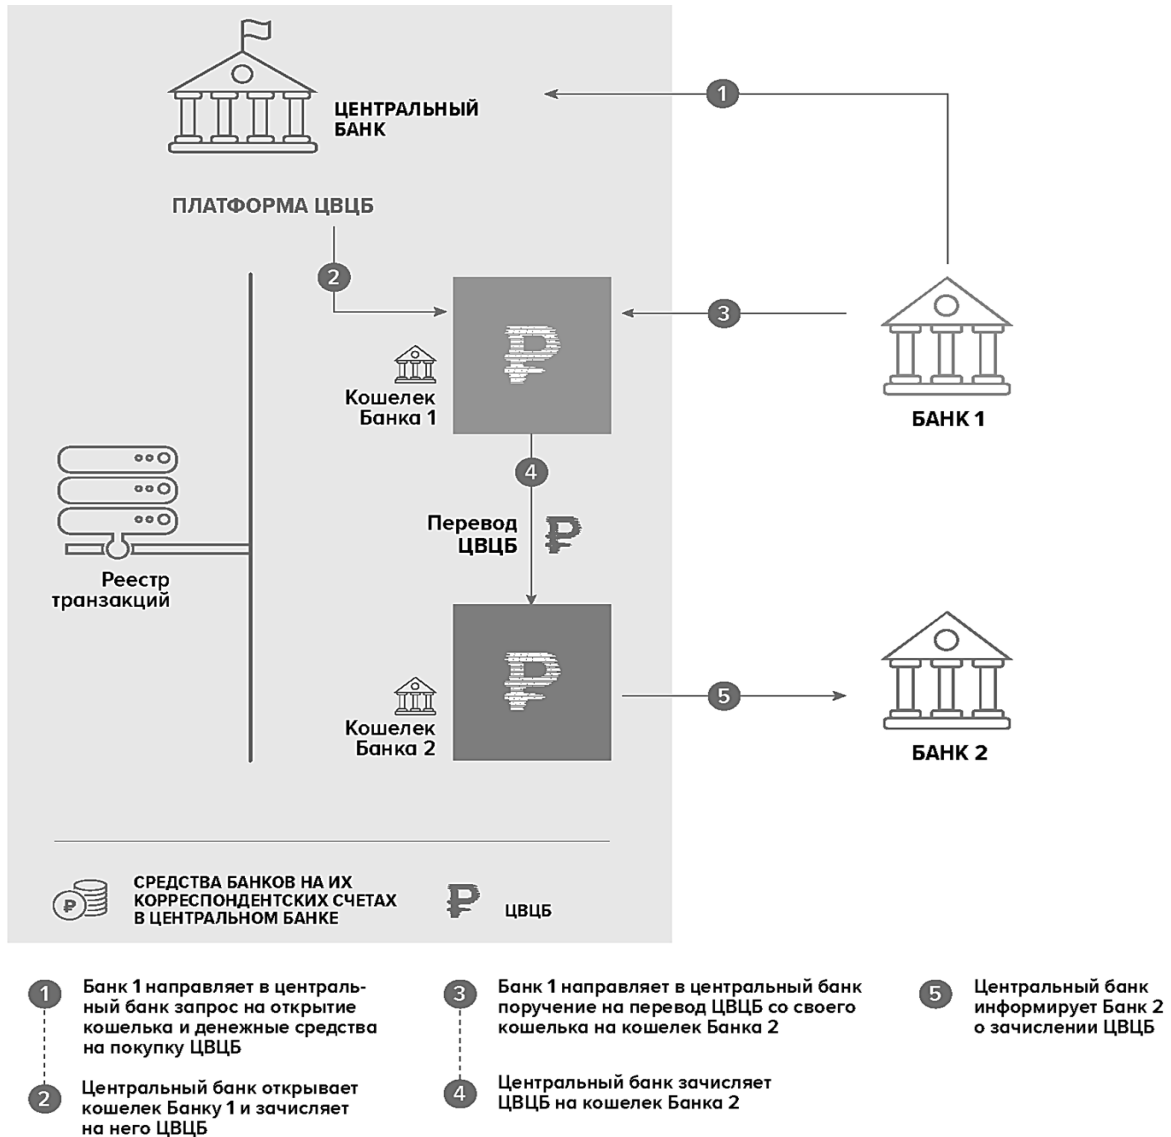 ЦЕНТРАЛЬНЫЙ
БАНК
1
ПЛАТФОРМА ЦВЦБ
2
3
Кошелек
Банка 1
БАНК 1
4
Перевод
ЦВЦБ
Реестр
транзакций
5
Кошелек
Банка 2
БАНК 2
СРЕДСТВА БАНКОВ НА ИХ
КОРРЕСПОНДЕНТСКИХ СЧЕТАХ
В ЦЕНТРАЛЬНОМ БАНКЕ
ЦВЦБ
1
Банк 1 направляет в централь-
ный банк запрос на открытие
кошелька и денежные средства
на покупку ЦВЦБ
2
Центральный банк открывает
кошелек Банку 1 и зачисляет
на него ЦВЦБ
3
Банк 1 направляет в центральный банк
поручение на перевод ЦВЦБ со своего
кошелька на кошелек Банка 2
4
Центральный банк зачисляет
ЦВЦБ на кошелек Банка 2
5
Центральный банк
информирует Банк 2
о зачислении ЦВЦБ